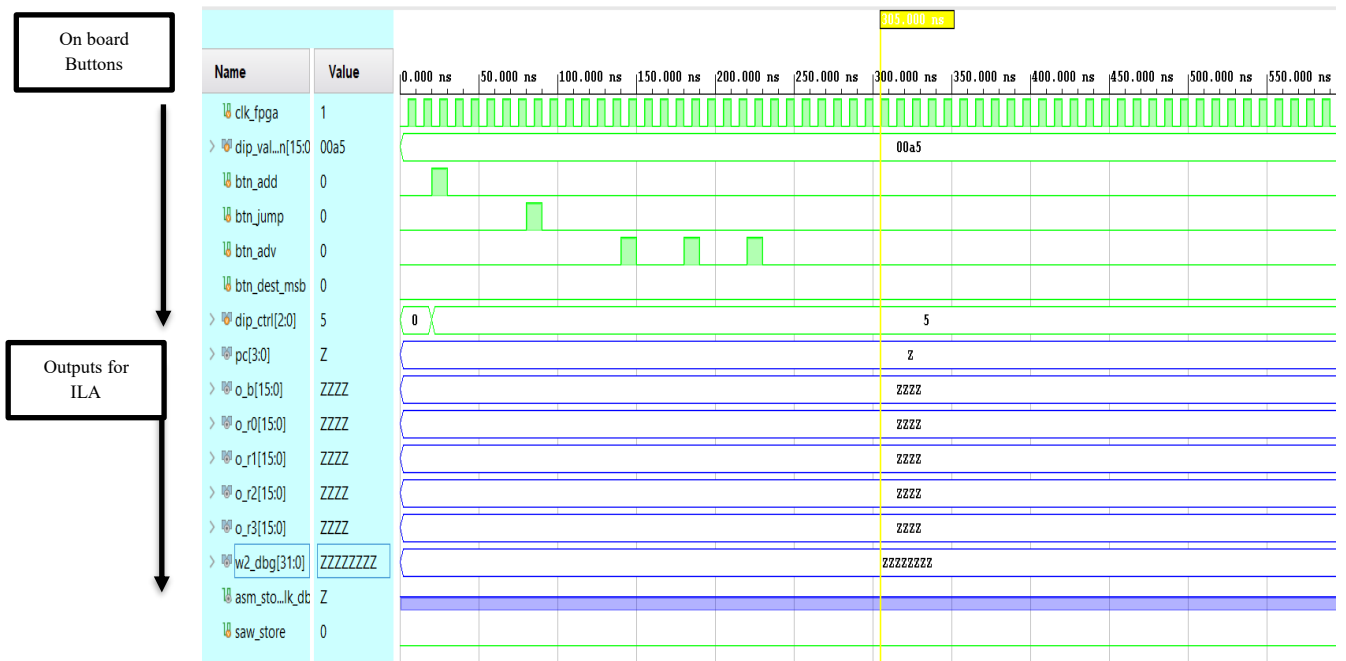 On board
Buttons
305.000 ns
Name Value
0.000 ns 50.000 ns 100.000 ns 150.000 ns 200.000 ns 250.000 ns 300.000 ns 350.000 ns 400.000 ns 450.000 ns 500.000 ns 550.000 ns
clk_fpga 1
dip_val...n[15:0 00a5 00a5
btn_add 0
btn_jump 0
btn_adv 0
btn_dest_msb 0
dip_ctrl[2:0] 5 0 5
Outputs for
ILA
pc[3:0] Z Z
o_b[15:0] ZZZZ ZZZZ
o_r0[15:0] ZZZZ ZZZZ
o_r1[15:0] ZZZZ ZZZZ
o_r2[15:0] ZZZZ ZZZZ
o_r3[15:0] ZZZZ ZZZZ
w2_dbg[31:0] ZZZZZZZZ ZZZZZZZZ
asm_sto...lk_db Z
saw_store 0